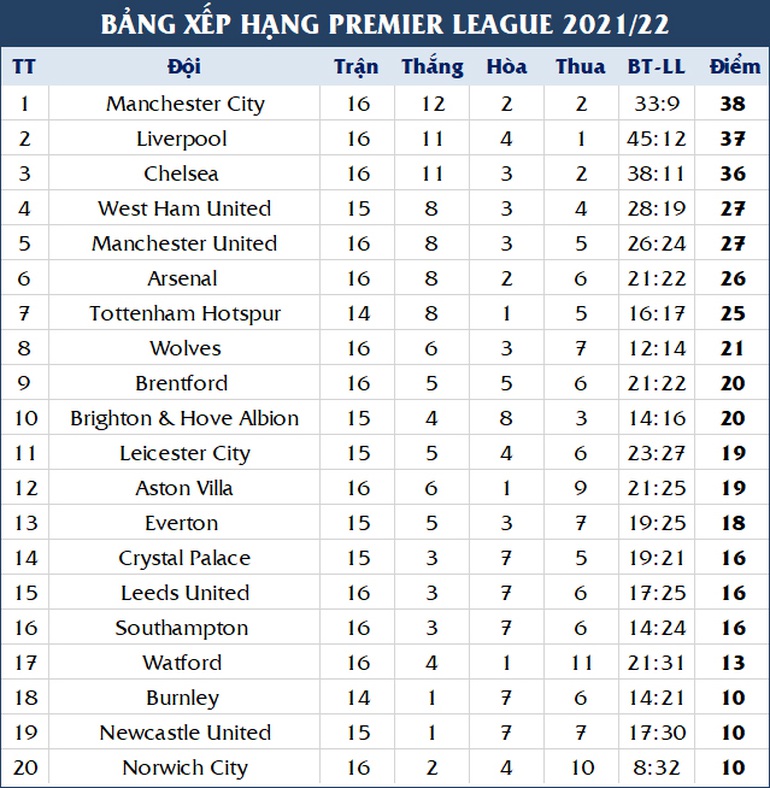 BẢNG XẾP HẠNG PREMIER LEAGUE 2021/22
TT Đội Trận Thắng Hòa Thua BT-LL Điểm
1 Manchester City 16 12 2 2 33:9 38
2 Liverpool 16 11 4 1 45:12 37
3 Chelsea 16 11 3 2 38:11 36
4 West Ham United 15 8 3 4 28:19 27
5 Manchester United 16 8 3 5 26:24 27
6 Arsenal 16 8 2 6 21:22 26
7 Tottenham Hotspur 14 8 1 5 16:17 25
8 Wolves 16 6 3 7 12:14 21
9 Brentford 16 5 5 6 21:22 20
10 Brighton & Hove Albion 15 4 8 3 14:16 20
11 Leicester City 15 5 4 6 23:27 19
12 Aston Villa 16 6 1 9 21:25 19
13 Everton 15 5 3 7 19:25 18
14 Crystal Palace 15 3 7 5 19:21 16
15 Leeds United 16 3 7 6 17:25 16
16 Southampton 16 3 7 6 14:24 16
17 Watford 16 4 1 11 21:31 13
18 Burnley 14 1 7 6 14:21 10
19 Newcastle United 15 1 7 7 17:30 10
20 Norwich City 16 2 4 10 8:32 10